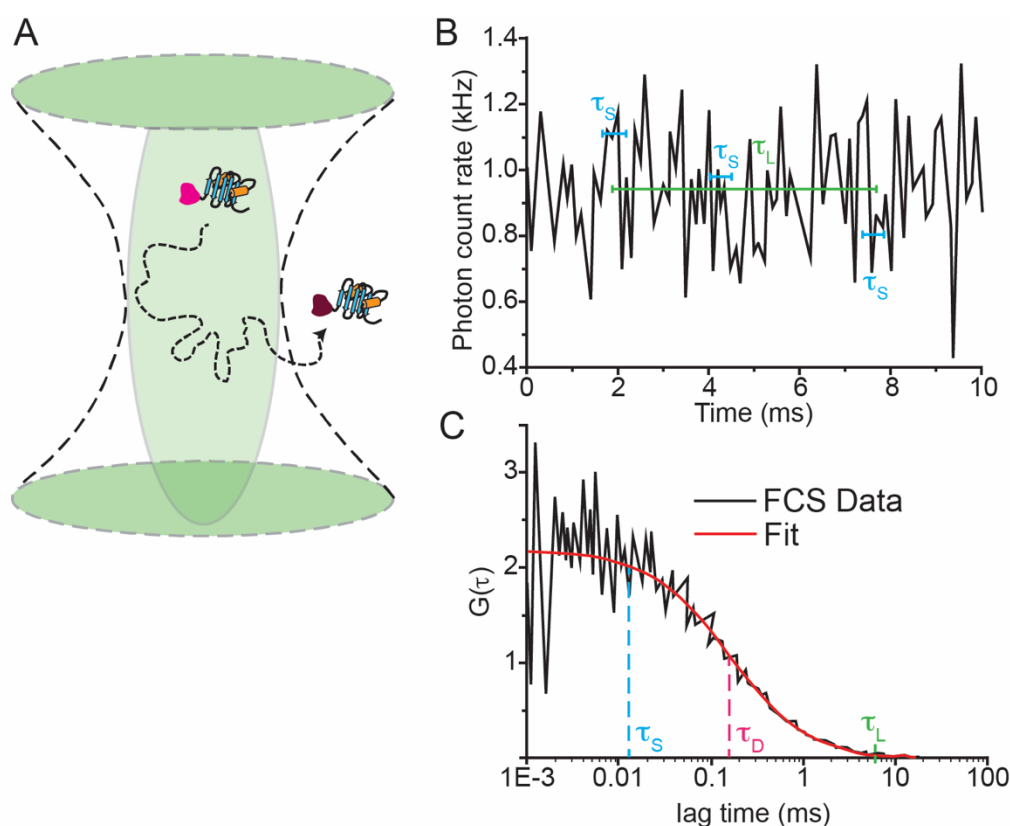 A
B
Photon count rate (kHz)
1.4
1.2
1.0
0.8
0.6
0.4
τS
τS
τL
τS
0
2
4
6
8
10
Time (ms)
C
G(τ)
3
2
1
0
FCS Data
Fit
τS
τD
τL
1E-3
0.01
0.1
1
10
100
lag time (ms)